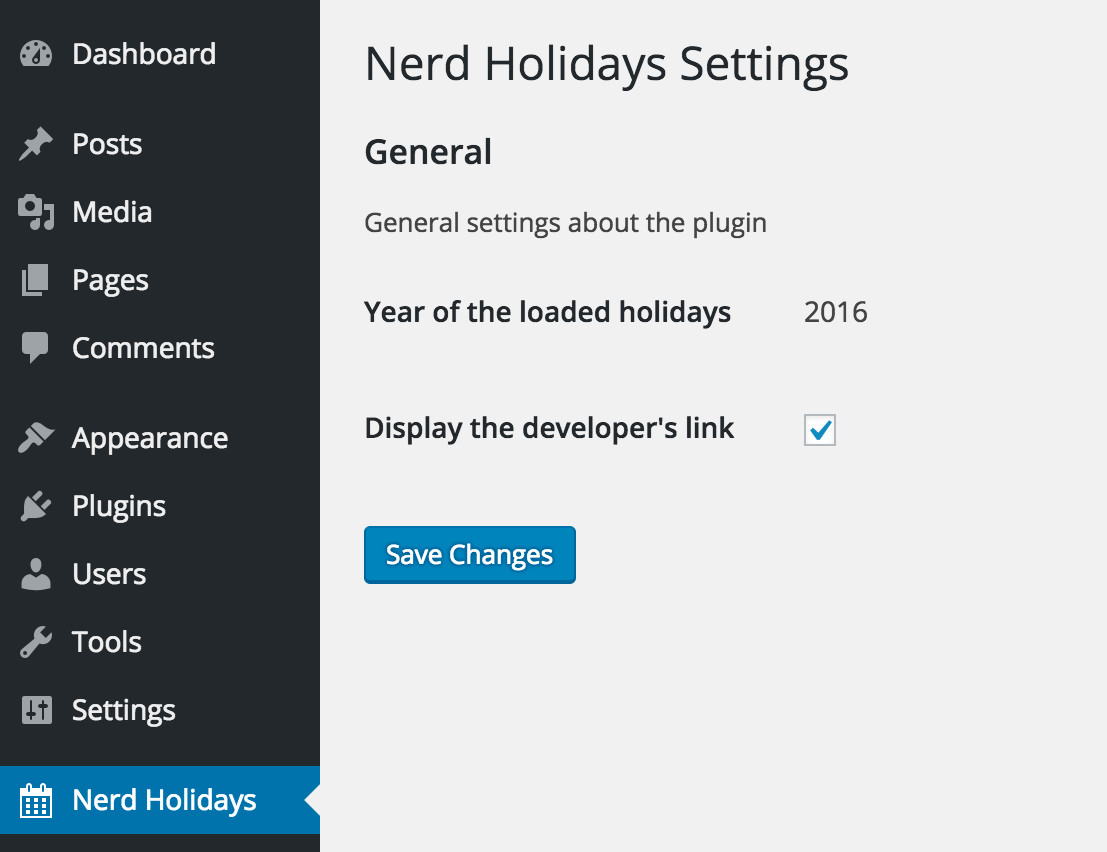 Dashboard
Posts
Media
Pages
Comments
Appearance
Plugins
Users
Tools
Settings
Nerd Holidays
Nerd Holidays Settings
General
General settings about the plugin
Year of the loaded holidays 2016
Display the developer's link
Save Changes